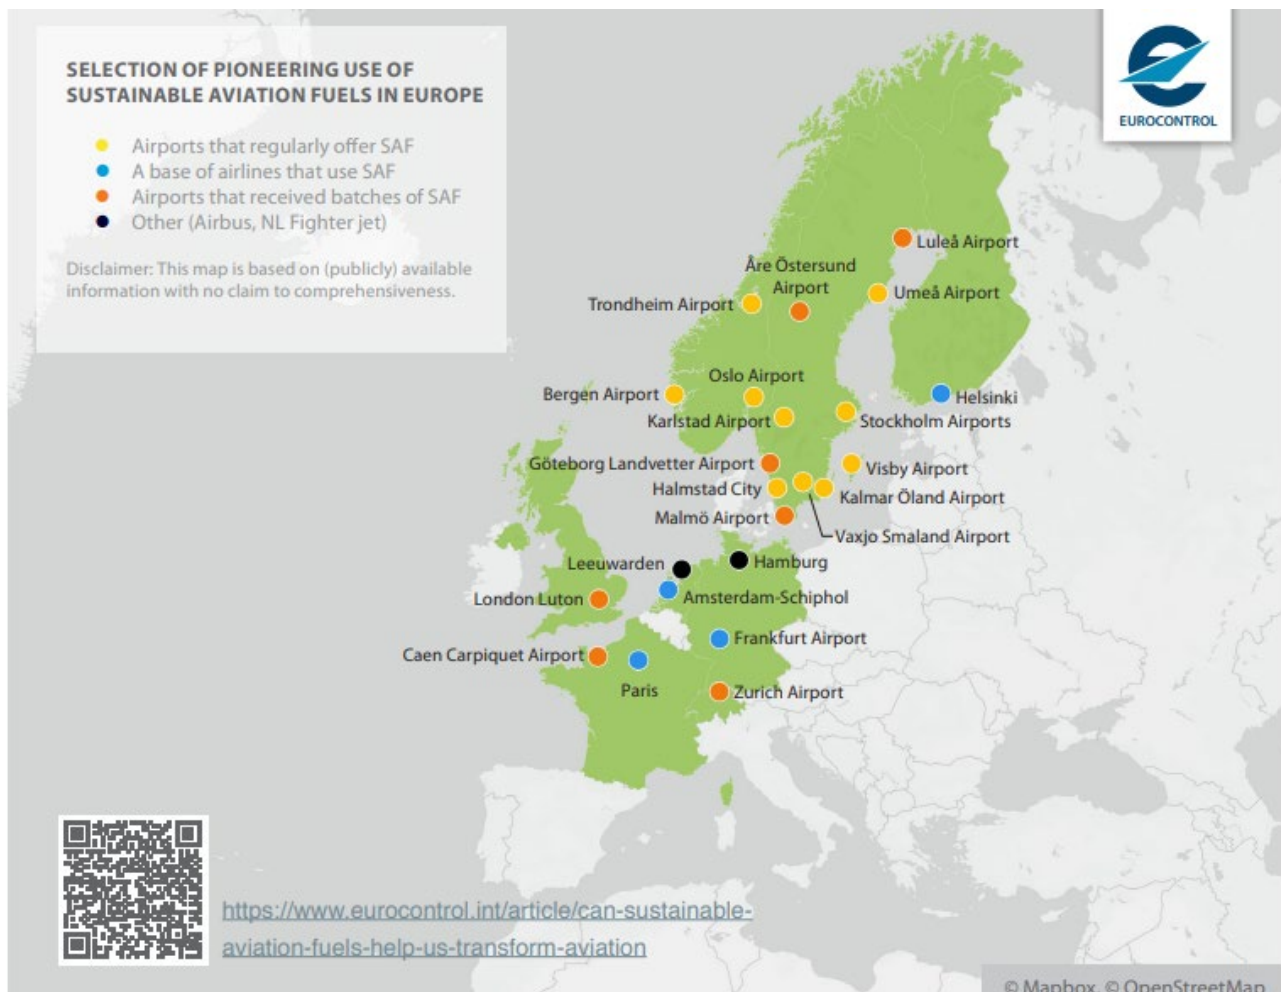 SELECTION OF PIONEERING USE OF
SUSTAINABLE AVIATION FUELS IN EUROPE
Airports that regularly offer SAF
A base of airlines that use SAF
Airports that received batches of SAF
Other (Airbus, NL Fighter jet)
Disclaimer: This map is based on (publicly) available
information with no claim to comprehensiveness.
EUROCONTROL
Luleå Airport
Åre Östersund
Airport
Umeå Airport
Trondheim Airport
Oslo Airport
Bergen Airport
Helsinki
Karlstad Airport
Stockholm Airports
Göteborg Landvetter Airport
Visby Airport
Halmstad City
Kalmar Öland Airport
Malmö Airport
Vaxjo Smaland Airport
Leeuwarden
Hamburg
London Luton
Amsterdam-Schiphol
Frankfurt Airport
Caen Carpiquet Airport
Paris
Zurich Airport
https://www.eurocontrol.int/article/can-sustainable-
aviation-fuels-help-us-transform-aviation
© Mapbox, © OpenStreetMap